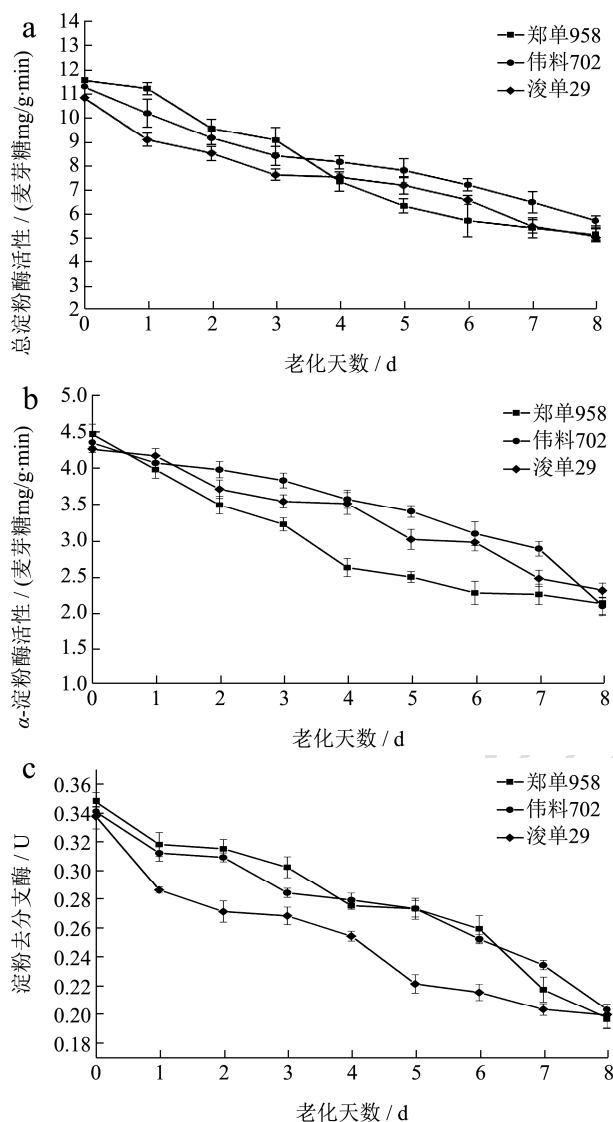 a
14
13
12
11
10
9
8
7
6
5
4
3
2
总淀粉酶活性 / (麦芽糖mg/g·min)
郑单958
伟料702
浚单29
0 1 2 3 4 5 6 7 8
老化天数 / d
b
5.0
4.5
4.0
3.5
3.0
2.5
2.0
1.5
1.0
α-淀粉酶活性 / (麦芽糖mg/g·min)
郑单958
伟料702
浚单29
0 1 2 3 4 5 6 7 8
老化天数 / d
c
0.36
0.34
0.32
0.30
0.28
0.26
0.24
0.22
0.20
0.18
淀粉去分支酶 / U
郑单958
伟料702
浚单29
0 1 2 3 4 5 6 7 8
老化天数 / d